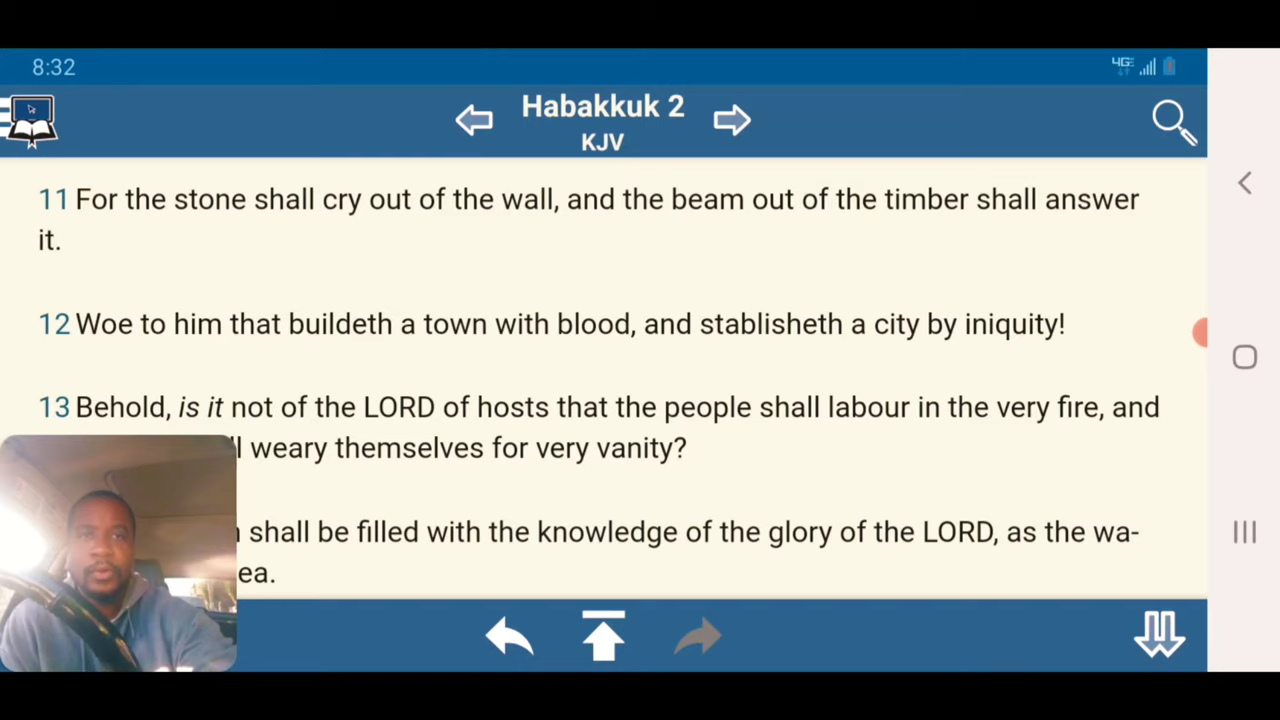 8:32
4GE
Habakkuk 2
KJV
11 For the stone shall cry out of the wall, and the beam out of the timber shall answer
it.
12 Woe to him that buildeth a town with blood, and stablisheth a city by iniquity!
13 Behold, is it not of the LORD of hosts that the people shall labour in the very fire, and
weary themselves for very vanity?
shall be filled with the knowledge of the glory of the LORD, as the wa-
ea.